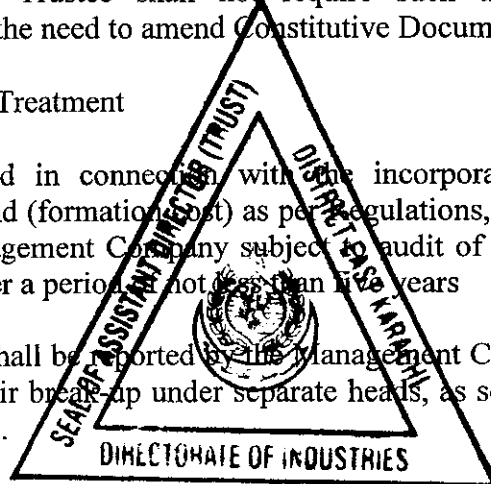 Trustee shall not require such
the need to amend Constitutive Docum
Treatment
d in connection with the incorpora
d (formation cost) as per Regulations,
agement Company subject to audit of
er a period of not less than five years
hall be reported by the Management C
ir break-up under separate heads, as s
SEAL OF ASSISTANT DIRECTOR (TRUST)
DISTRICT EAST KARACHI
DIRECTORATE OF INDUSTRIES